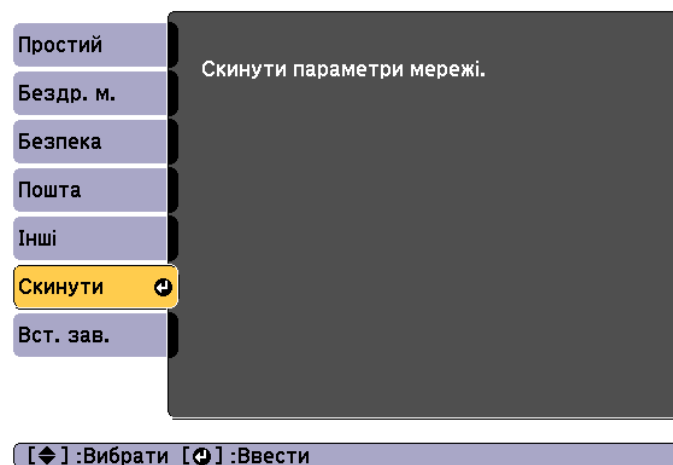 Простий
Бездр. м.
Безпека
Пошта
Інші
Скинути
Вст. зав.
Скинути параметри мережі.
[◆]:Вибрати [⏎]:Ввести